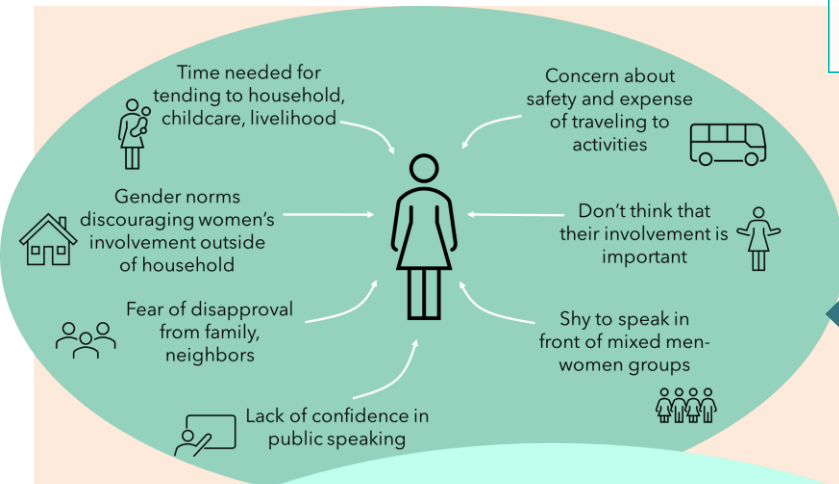 Time needed for
tending to household,
childcare, livelihood
Concern about
safety and expense
of traveling to
activities
Gender norms
discouraging women’s
involvement outside
of household
Don’t think that
their involvement is
important
Fear of disapproval
from family,
neighbors
Shy to speak in
front of mixed men-
women groups
Lack of confidence in
public speaking